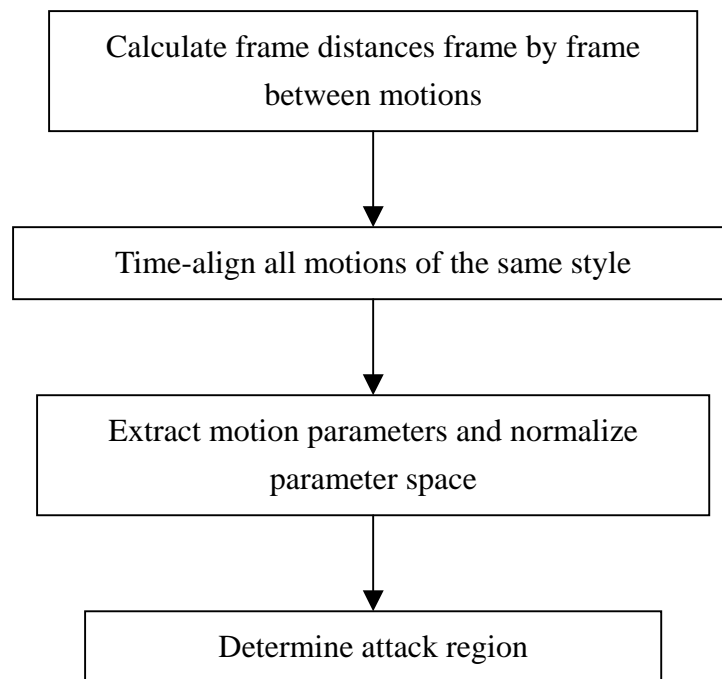 Calculate frame distances frame by frame
between motions
Time-align all motions of the same style
Extract motion parameters and normalize
parameter space
Determine attack region